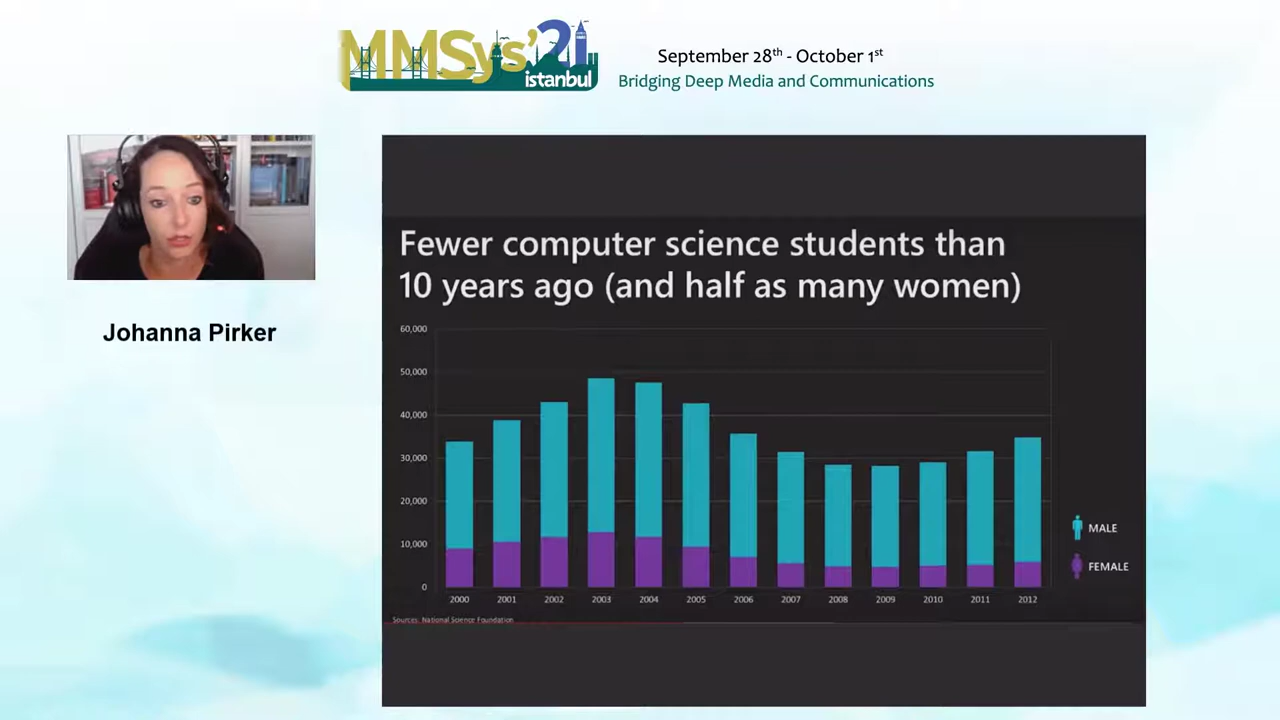 MMSys'21
istanbul
September 28th - October 1st
Bridging Deep Media and Communications
Johanna Pirker
Fewer computer science students than
10 years ago (and half as many women)
60,000
50,000
40,000
30,000
20,000
10,000
0
2000 2001 2002 2003 2004 2005 2006 2007 2008 2009 2010 2011 2012
MALE
FEMALE
Sources: National Science Foundation